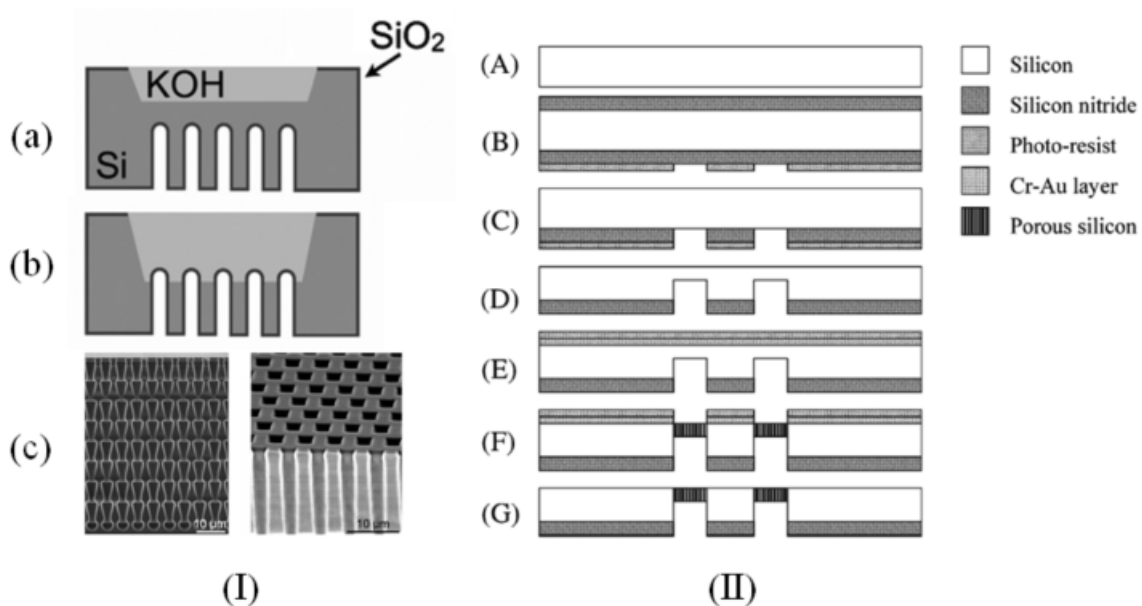 SiO2
KOH
(a)
Si
(b)
(c)
10 μm
10 μm
(I)
(A)
(B)
(C)
(D)
(E)
(F)
(G)
Silicon
Silicon nitride
Photo-resist
Cr-Au layer
Porous silicon
(II)